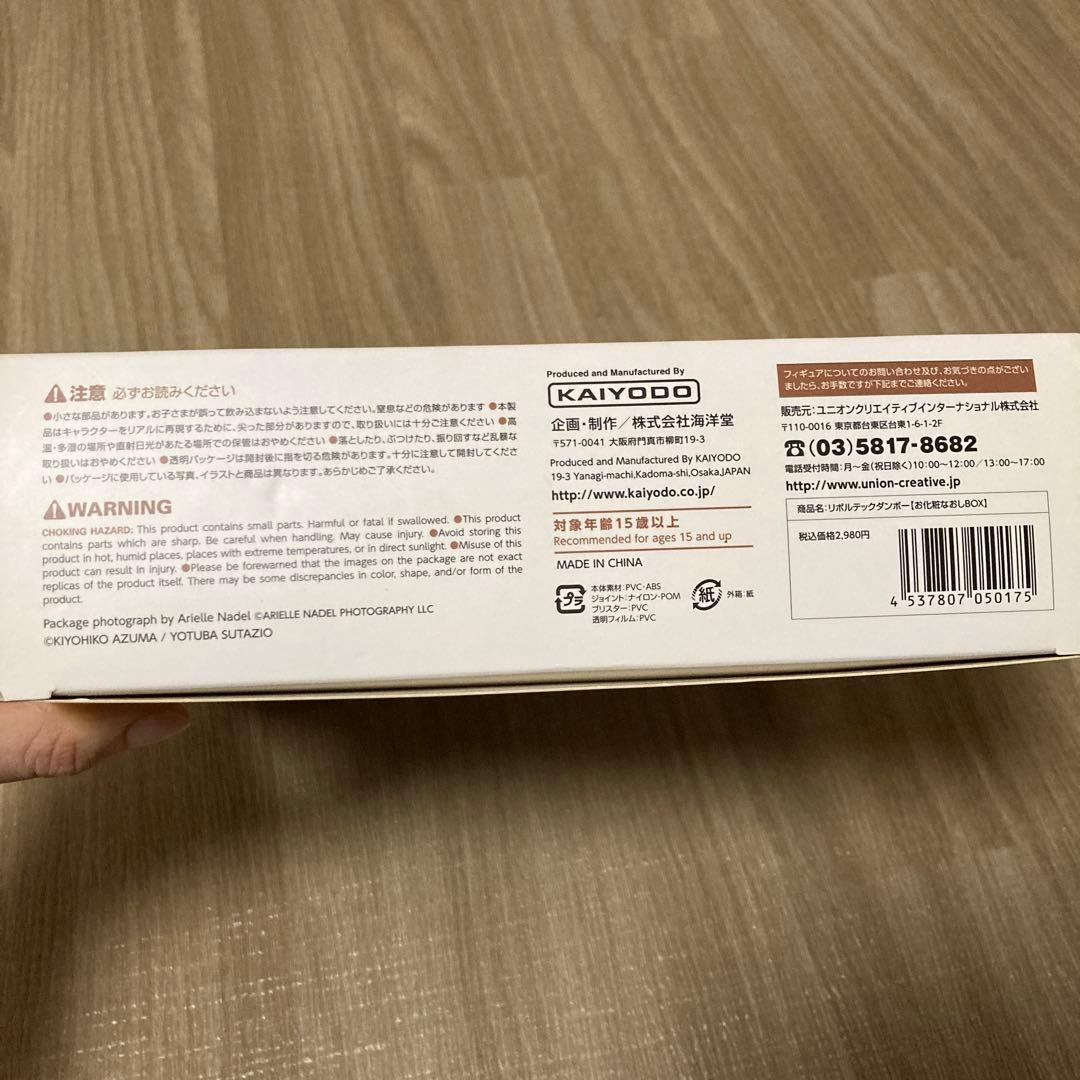 ⚠注意 必ずお読みください
●小さな部品があります。お子さまが誤って飲み込まないよう注意してください。窒息などの危険があります ●本製
品はキャラクターをリアルに再現するために、尖った部分がありますので、取り扱いには十分ご注意ください ●高
温・多湿の場所や直射日光があたる場所での保管はおやめください ●落としたり、ぶつけたり、振り回すなど乱暴な
取り扱いはおやめください ●透明パッケージは開封後に指を切る危険があります。十分に注意して開封してくださ
い ●パッケージに使用している写真、イラストと商品は異なります。あらかじめご了承ください。
⚠WARNING
CHOKING HAZARD: This product contains small parts. Harmful or fatal if swallowed. ●This product
contains parts which are sharp. Be careful when handling. May cause injury. ●Avoid storing this
product in hot, humid places, places with extreme temperatures, or in direct sunlight. ●Misuse of this
product can result in injury. ●Please be forewarned that the images on the package are not exact
replicas of the product itself. There may be some discrepancies in color, shape, and/or form of the
product.
Package photograph by Arielle Nadel ©ARIELLE NADEL PHOTOGRAPHY LLC
©KIYOHIKO AZUMA / YOTUBA SUTAZIO
Produced and Manufactured By
KAIYODO
企画・制作／株式会社海洋堂
〒571-0041 大阪府門真市柳町19-3
Produced and Manufactured By KAIYODO
19-3 Yanagi-machi,Kadoma-shi,Osaka,JAPAN
http://www.kaiyodo.co.jp/
対象年齢15歳以上
Recommended for ages 15 and up
MADE IN CHINA
プラ
本体素材:PVC・ABS
ジョイント:ナイロン・POM
ブリスター:PVC
透明フィルム:PVC
紙
外箱:紙
フィギュアについてのお問い合わせ及び、お気づきの点がござい
ましたら、お手数ですが下記までご連絡ください。
販売元:ユニオンクリエイティブインターナショナル株式会社
〒110-0016 東京都台東区台東1-6-1-2F
☎(03)5817-8682
電話受付時間:月〜金(祝日除く)10:00〜12:00／13:00〜17:00
http://www.union-creative.jp
商品名:リボルテックダンボー【お化粧なおしBOX】
税込価格2,980円
4 537807 050175